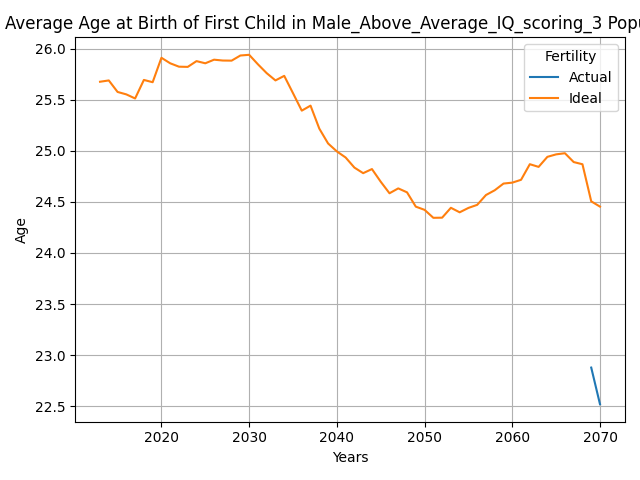 Average Age at Birth of First Child in Male_Above_Average_IQ_scoring_3 Popu
Fertility
Actual
Ideal
26.0
25.5
25.0
24.5
24.0
23.5
23.0
22.5
Age
2020 2030 2040 2050 2060 2070
Years